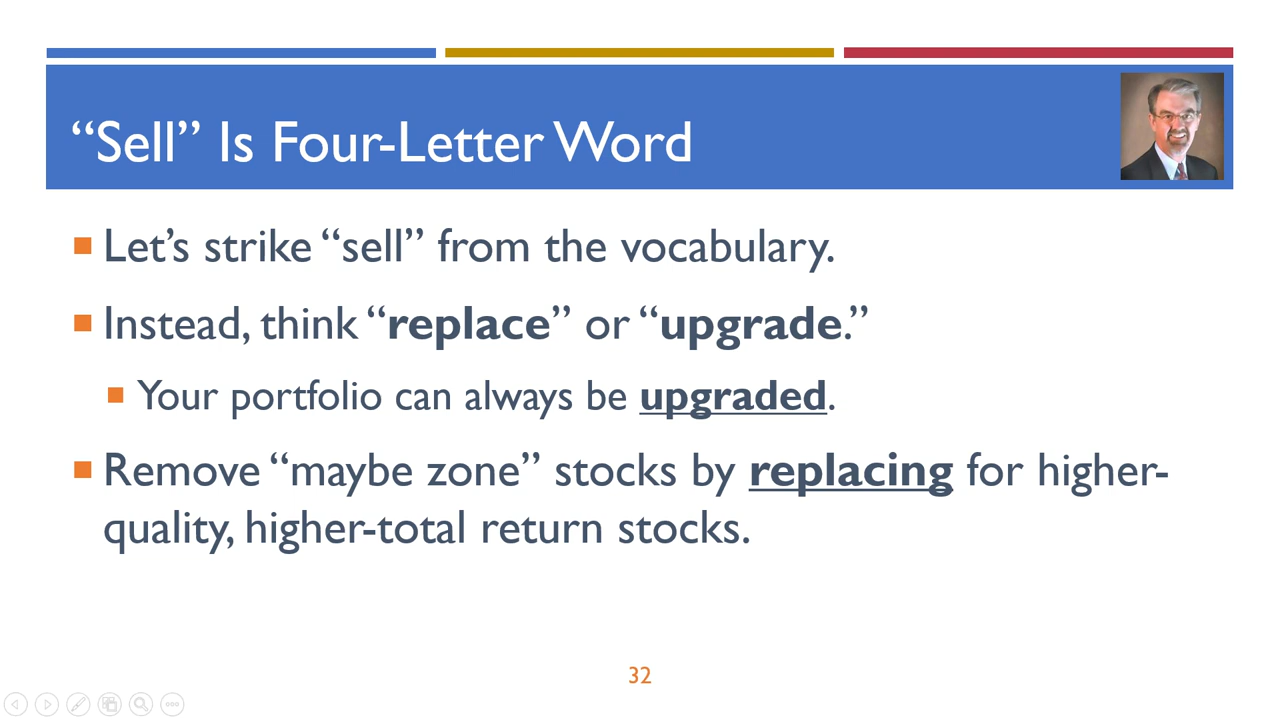 “Sell” Is Four-Letter Word
Let’s strike “sell” from the vocabulary.
Instead, think “replace” or “upgrade.”
Your portfolio can always be upgraded.
Remove “maybe zone” stocks by replacing for higher-
quality, higher-total return stocks.
32